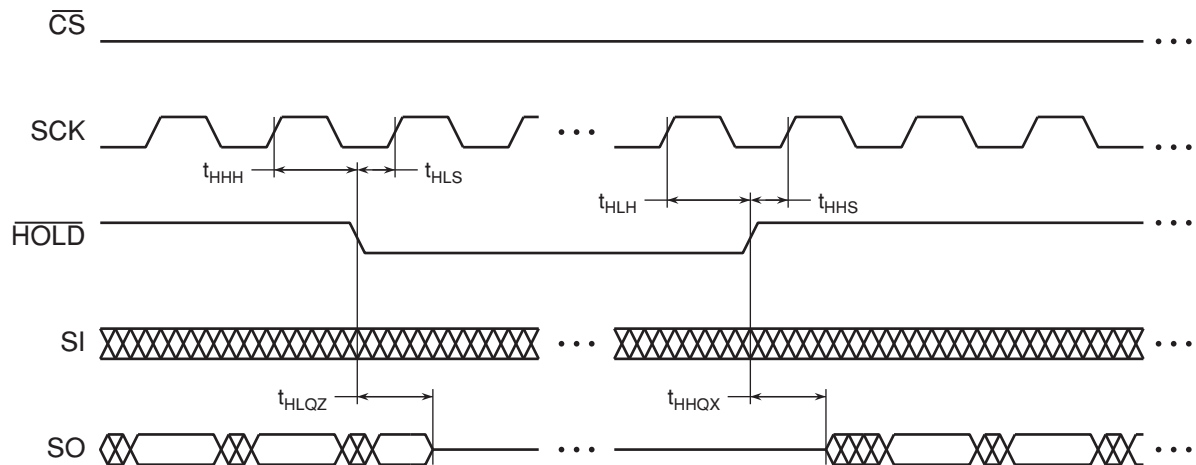 CS
SCK
tHHH
tHLS
tHLH
tHHS
HOLD
SI
tHLQZ
tHHQX
SO